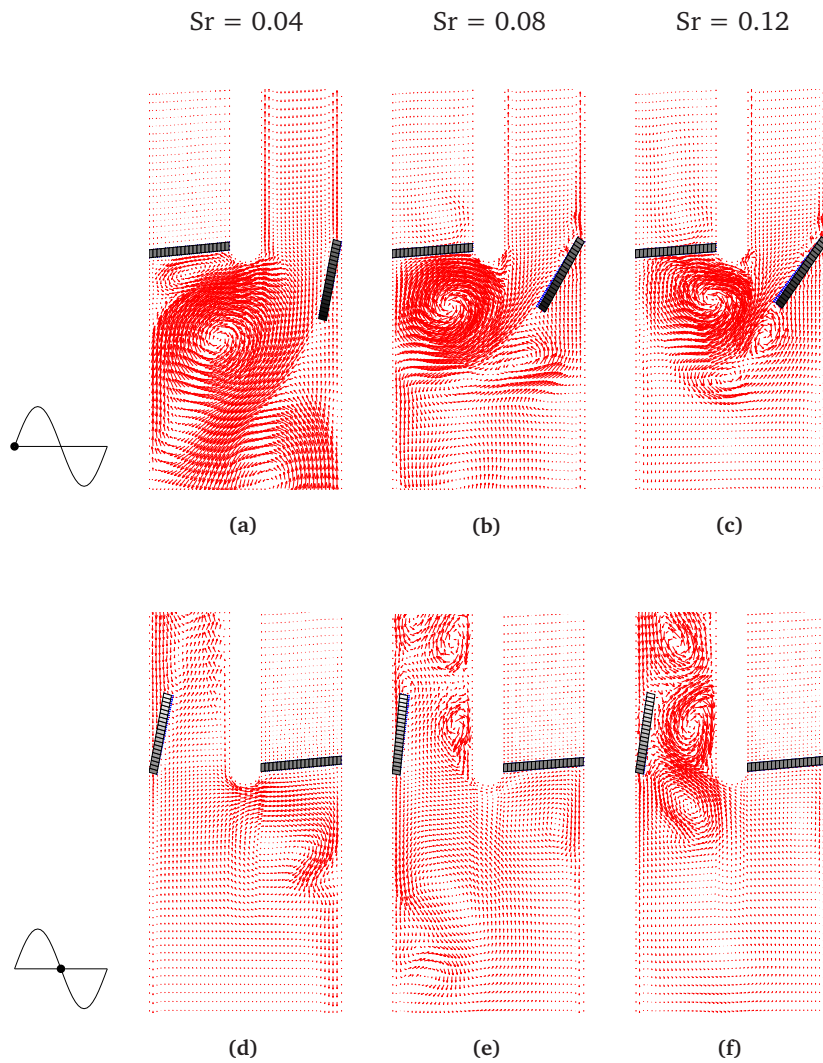 Sr = 0.04 Sr = 0.08 Sr = 0.12
(a) (b) (c)
(d) (e) (f)